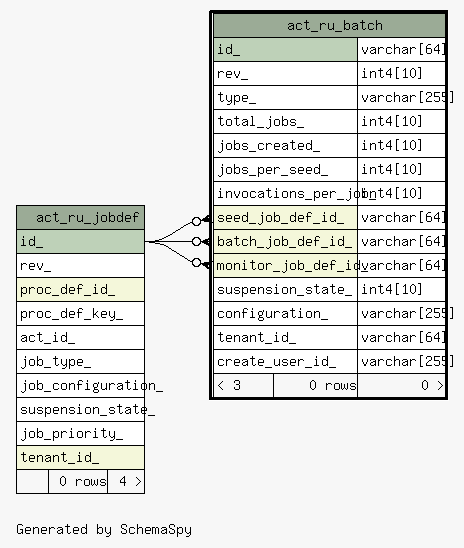 act_ru_batch
id_ varchar[64]
rev_ int4[10]
type_ varchar[255]
total_jobs_ int4[10]
jobs_created_ int4[10]
jobs_per_seed_ int4[10]
invocations_per_job_ int4[10]
seed_job_def_id_ varchar[64]
batch_job_def_id_ varchar[64]
monitor_job_def_id_ varchar[64]
suspension_state_ int4[10]
configuration_ varchar[255]
tenant_id_ varchar[64]
create_user_id_ varchar[255]
< 3 0 rows 0 >
act_ru_jobdef
id_
rev_
proc_def_id_
proc_def_key_
act_id_
job_type_
job_configuration_
suspension_state_
job_priority_
tenant_id_
0 rows 4 >
Generated by SchemaSpy